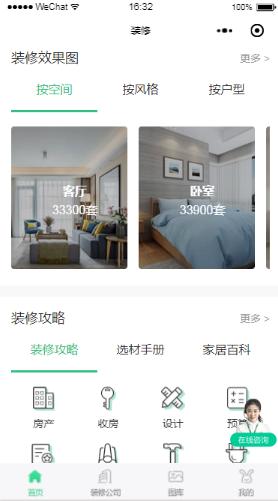 WeChat 16:32 100%
装修
装修效果图 更多 >
按空间 按风格 按户型
客厅 卧室
33300套 33900套
装修攻略 更多 >
装修攻略 选材手册 家居百科
房产 收房 设计
在线咨询
首页 装修公司 图库 我的